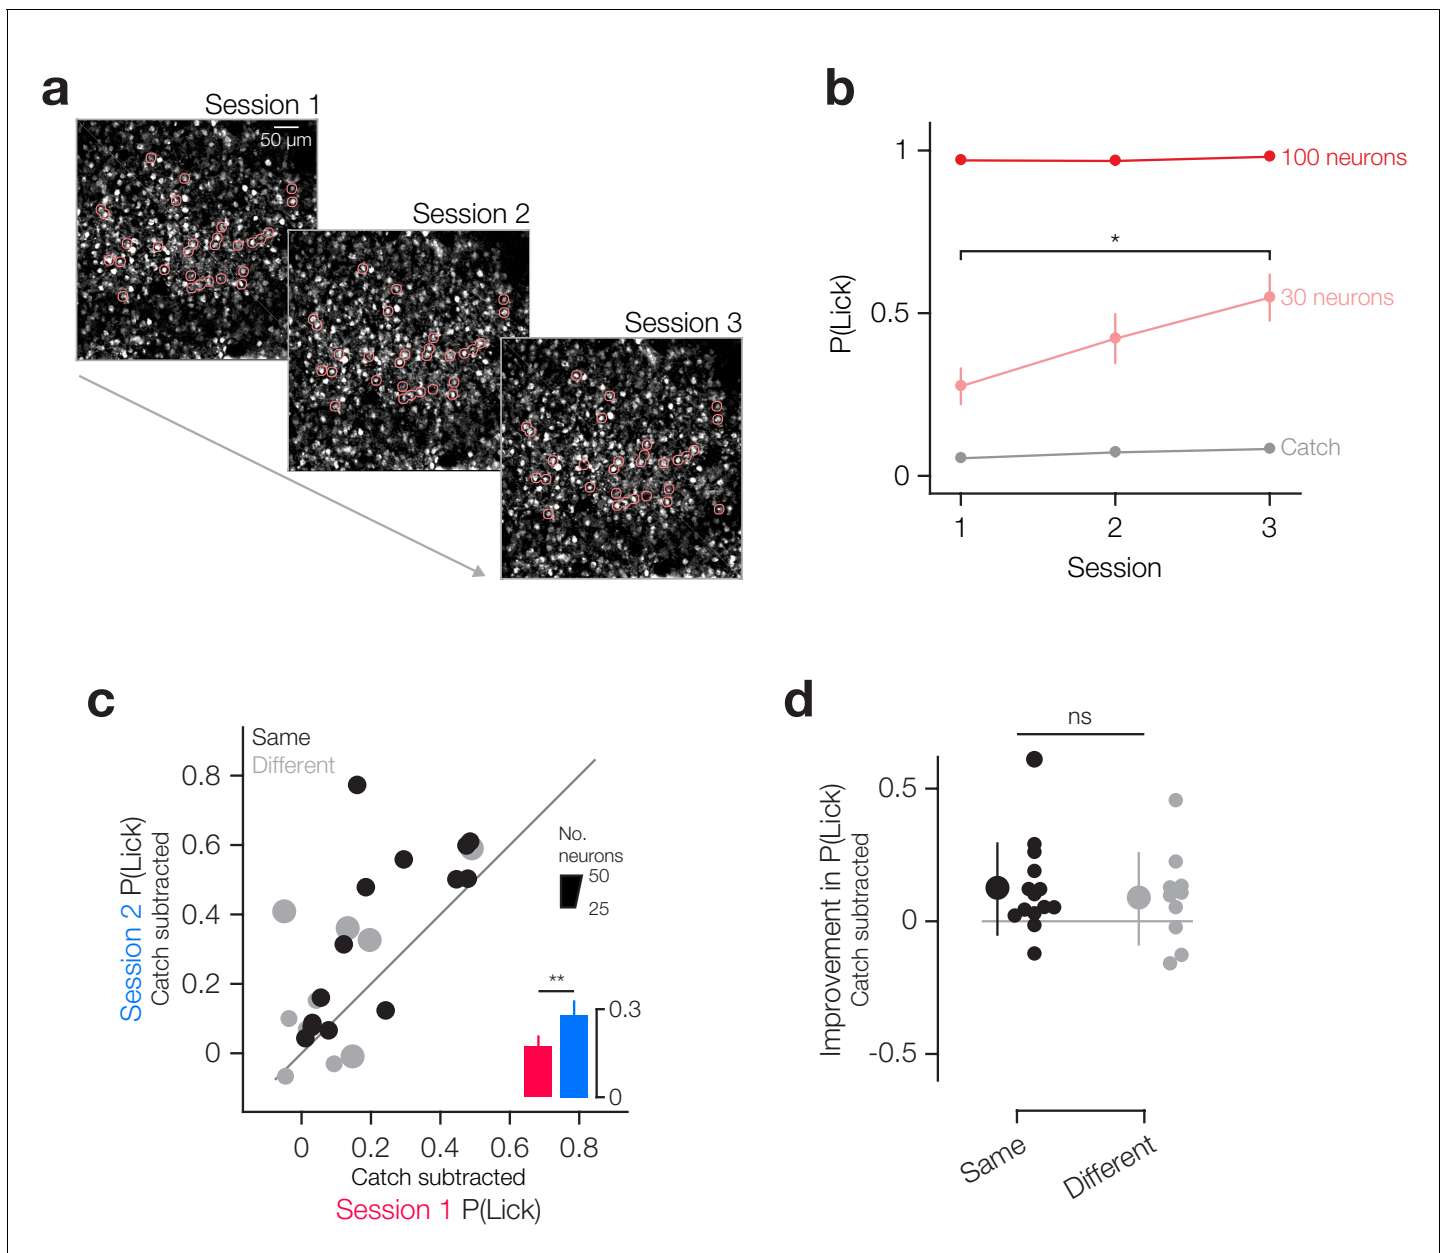 a
Session 1
50 µm
Session 2
Session 3
b
1
0.5
0
P(Lick)
*
100 neurons
30 neurons
Catch
1 2 3
Session
c
Same
Different
0.8
0.6
0.4
0.2
0
Session 2 P(Lick)
Catch subtracted
No.
neurons
50
25
**
0.3
0
0 0.2 0.4 0.6 0.8
Catch subtracted
Session 1 P(Lick)
d
ns
0.5
0
-0.5
Improvement in P(Lick)
Catch subtracted
Same
Different